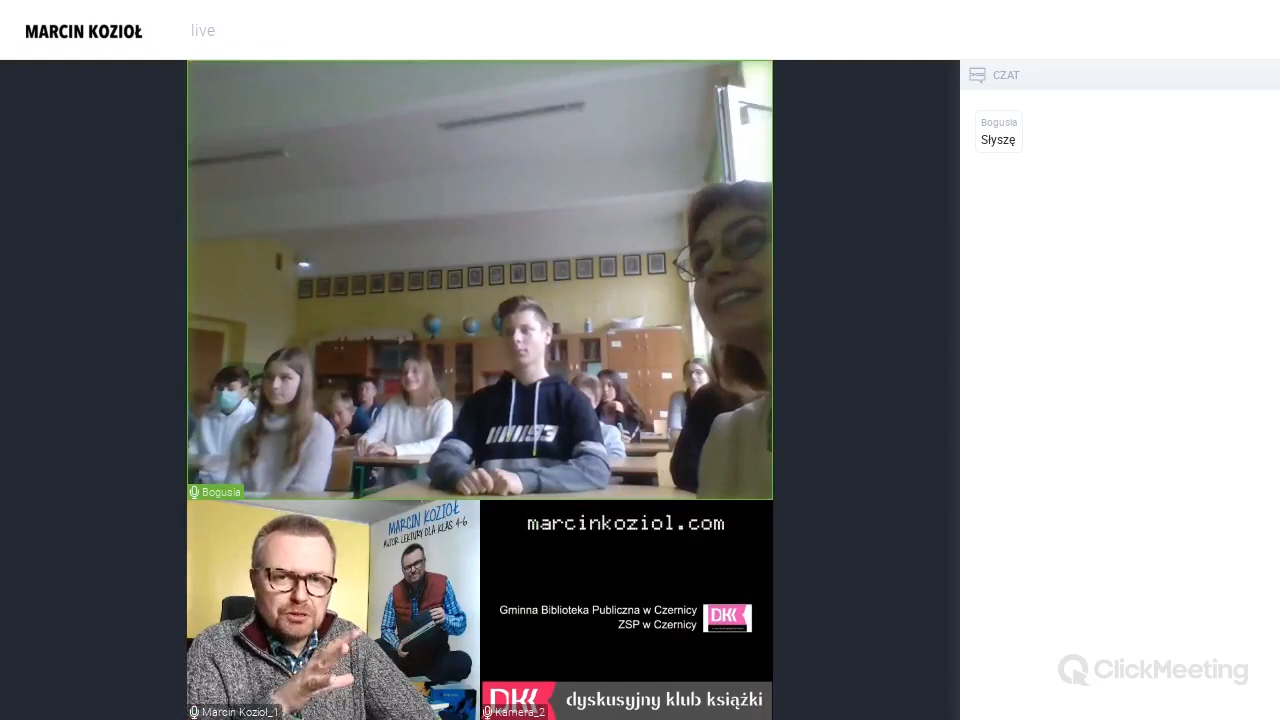 MARCIN KOZIOŁ
live
CZAT
Bogusia
Słyszę
Bogusia
MARCIN KOZIOŁ
AUTOR LEKTURY DLA KLAS 4-6
Marcin Kozioł_1
marcinkoziol.com
Gminna Biblioteka Publiczna w Czernicy
ZSP w Czernicy
DKK
DKK
dyskusyjny klub książki
Kamera_2
ClickMeeting